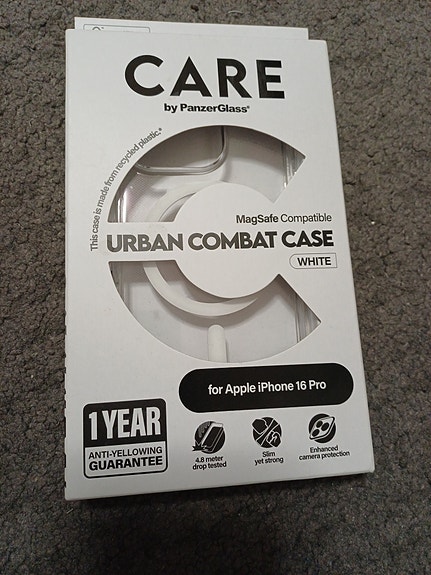 CARE
by PanzerGlass®
This case is made from recycled plastic.*
MagSafe Compatible
URBAN COMBAT CASE
WHITE
for Apple iPhone 16 Pro
1 YEAR
ANTI-YELLOWING
GUARANTEE
4.8 meter
drop tested
Slim
yet strong
Enhanced
camera protection